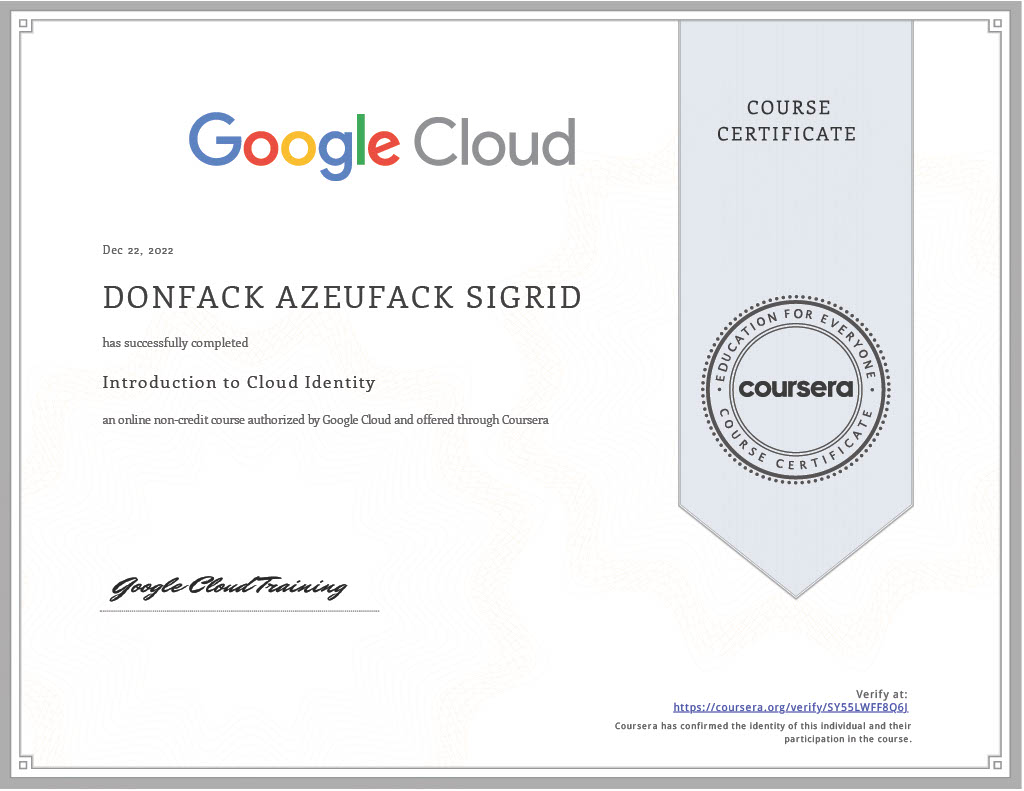 COURSE
CERTIFICATE
Google Cloud
Dec 22, 2022
DONFACK AZEUFACK SIGRID
has successfully completed
Introduction to Cloud Identity
an online non-credit course authorized by Google Cloud and offered through Coursera
EDUCATION FOR EVERYONE
coursera
COURSE CERTIFICATE
Google Cloud Training
Verify at:
https://coursera.org/verify/SY55LWFF8Q6J
Coursera has confirmed the identity of this individual and their
participation in the course.